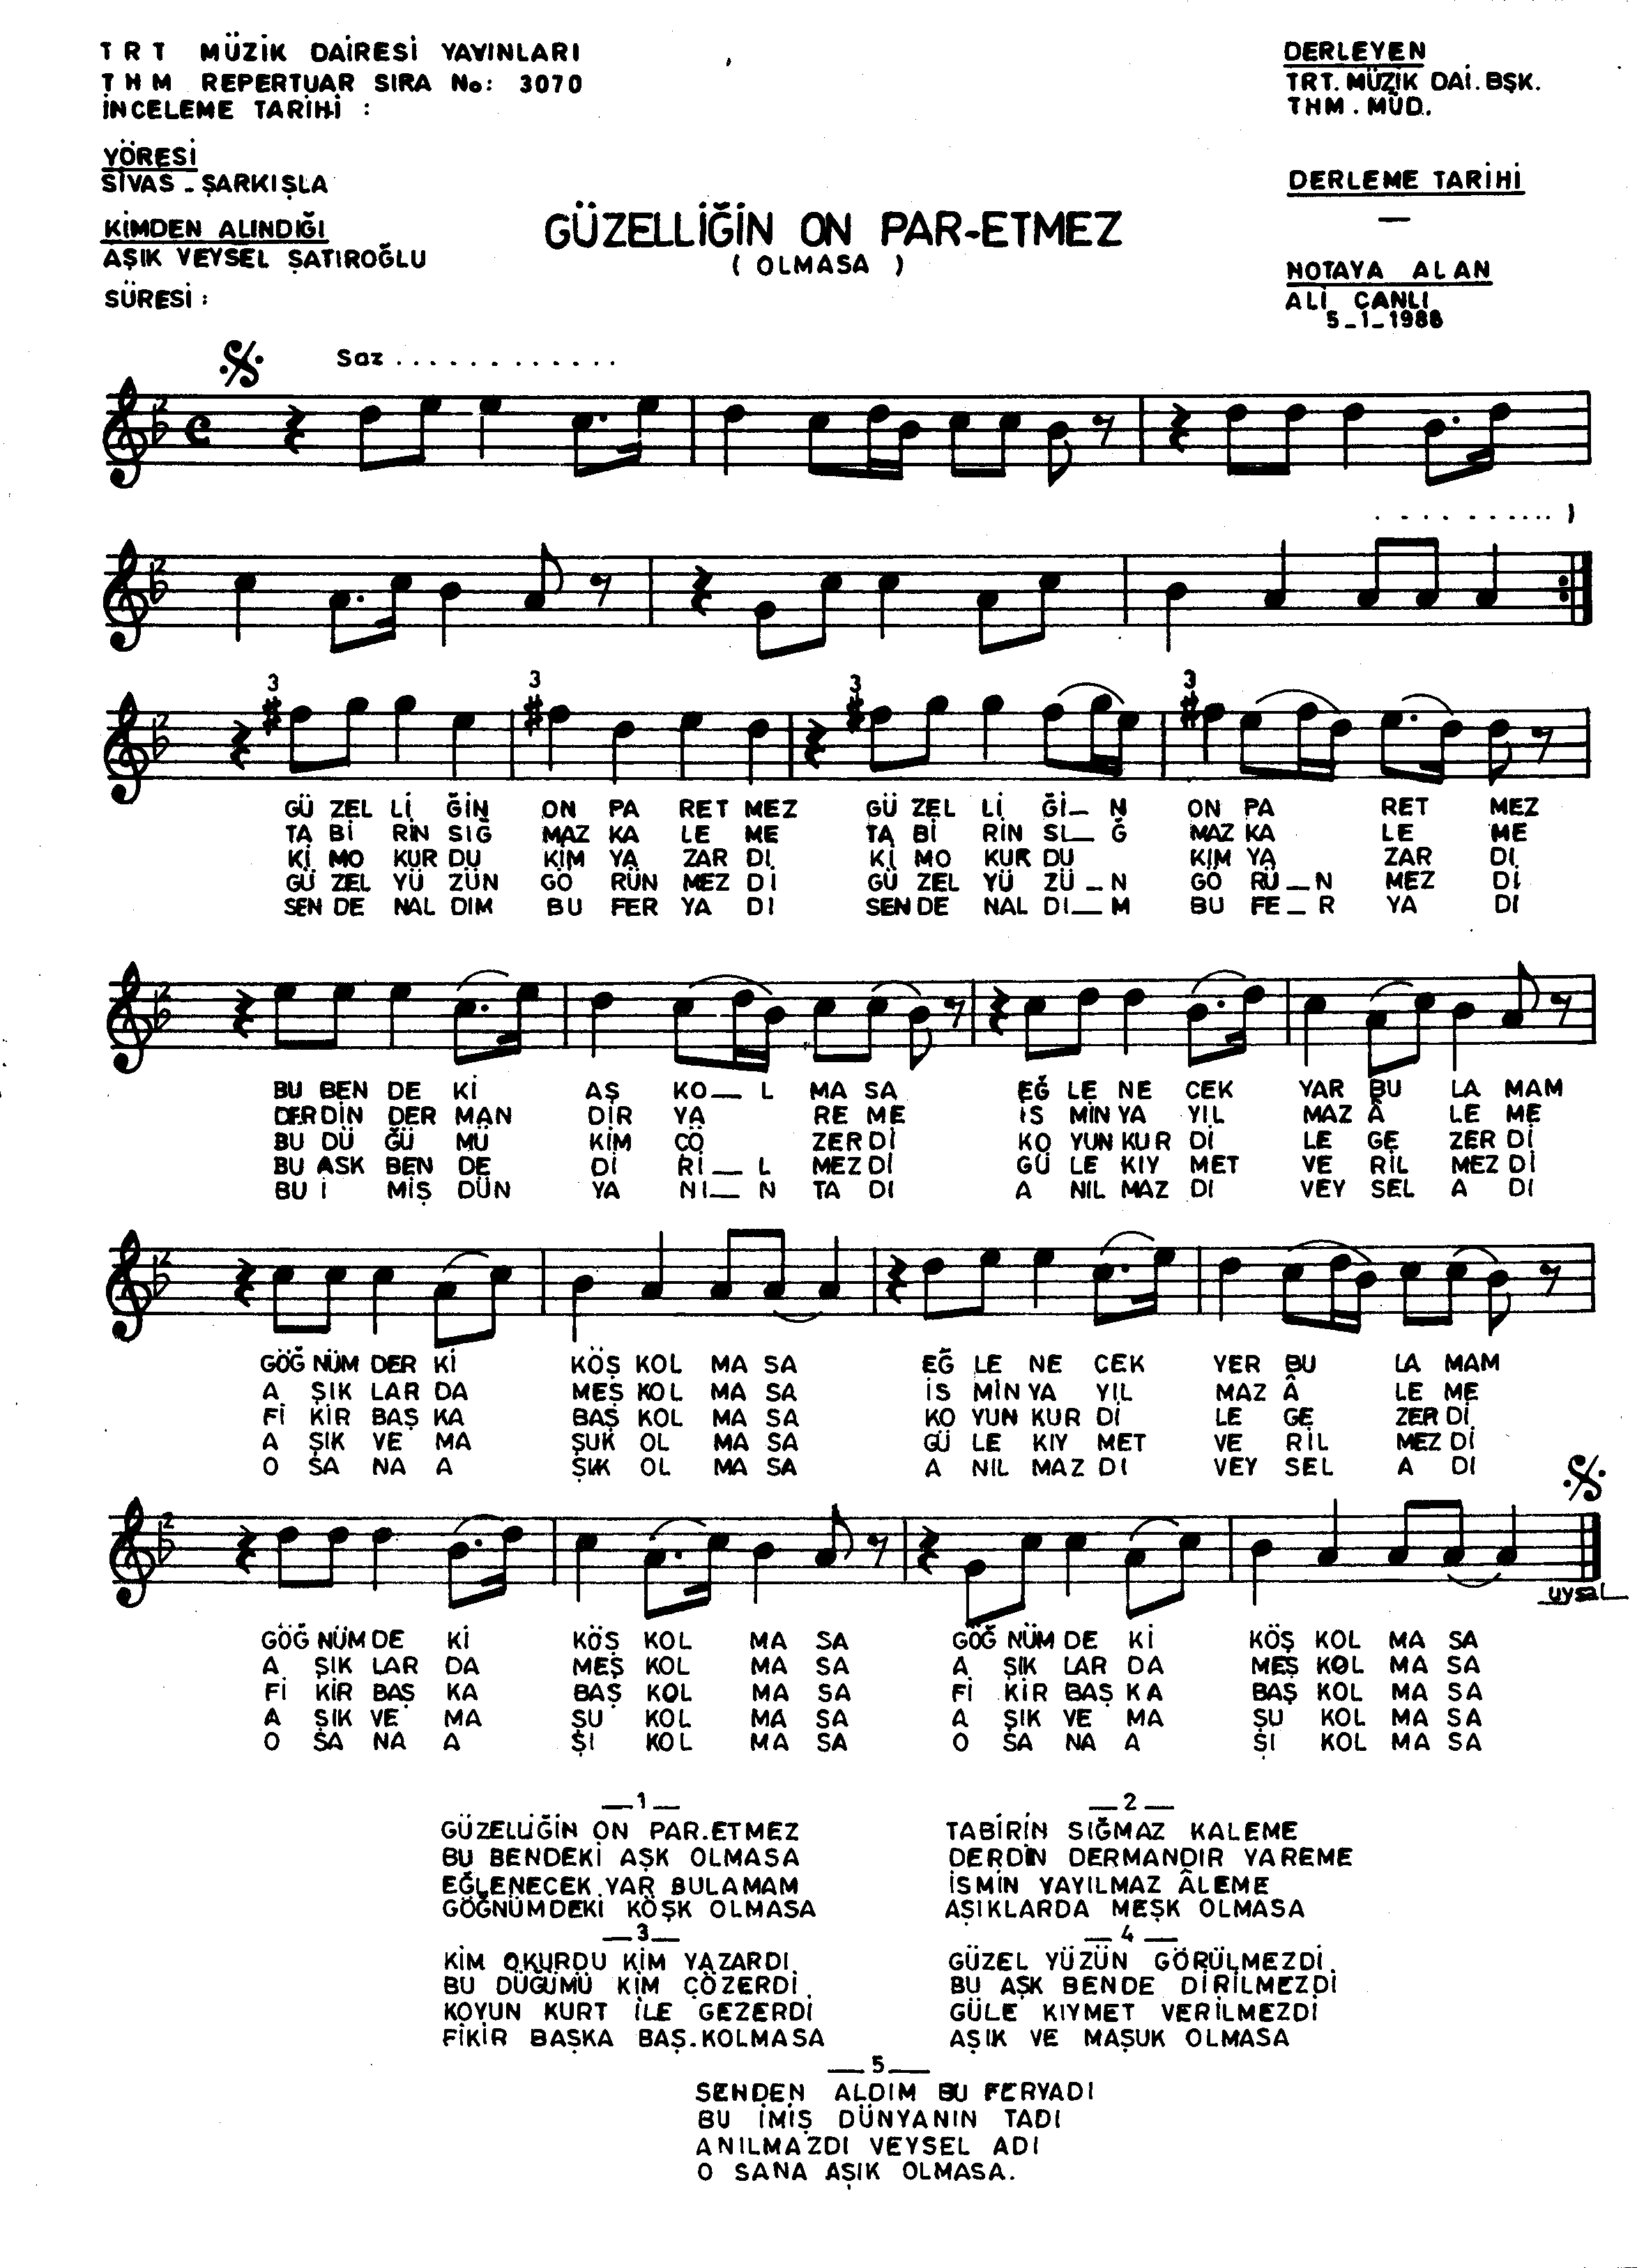 TRT MÜZİK DAİRESİ YAYINLARI
THM REPERTUAR SIRA No: 3070
İNCELEME TARİHİ :
YÖRESİ
SİVAS - ŞARKIŞLA
KİMDEN ALINDIĞI
AŞIK VEYSEL ŞATIROĞLU
SÜRESİ :
GÜZELLİĞİN ON PAR-ETMEZ
( OLMASA )
DERLEYEN
TRT. MÜZİK DAİ. BŞK.
THM . MÜD.
DERLEME TARİHİ
—
NOTAYA ALAN
ALİ CANLI
5-1-1988
Saz . . . . . . . . . . . .
. . . . . . . . . )
3 3 3 3
GÜ ZEL Lİ ĞİN ON PA RET MEZ GÜ ZEL Lİ Ğİ— N ON PA RET MEZ
TA Bİ RİN SIĞ MAZ KA LE ME TA Bİ RİN SI— Ğ MAZ KA LE ME
Kİ MO KUR DU KİM YA ZAR DI Kİ MO KUR DU KIM YA ZAR DI
GÜ ZEL YÜ ZÜN GÖ RÜN MEZ Dİ GÜ ZEL YÜ ZÜ — N GÖ RÜ — N MEZ Dİ
SEN DE NAL DIM BU FER YA DI SEN DE NAL DI— M BU FE — R YA DI
BU BEN DE Kİ AŞ KO— L MA SA EĞ LE NE CEK YAR BU LA MAM
DERDİN DER MAN DIR YA RE ME İS MİN YA YIL MAZ Â LE ME
BU DÜ ĞÜ MÜ KİM ÇÖ ZER Dİ KO YUN KUR Dİ LE GE ZER Dİ
BU AŞK BEN DE Dİ Rİ— L MEZ Dİ GÜ LE KIY MET VE RİL MEZ Dİ
BU İ MİŞ DÜN YA NI— N TA DI A NIL MAZ DI VEY SEL A DI
GÖĞ NÜM DER Kİ KÖŞ KOL MA SA EĞ LE NE CEK YER BU LA MAM
A ŞIK LAR DA MEŞ KOL MA SA İS MİN YA YIL MAZ Â LE ME
Fİ KİR BAŞ KA BAŞ KOL MA SA KO YUN KUR Dİ LE GE ZER Dİ
A ŞIK VE MA ŞUK OL MA SA GÜ LE KIY MET VE RİL MEZ Dİ
O SA NA A ŞIK OL MA SA A NIL MAZ DI VEY SEL A DI
uysal
GÖĞ NÜM DE Kİ KÖŞ KOL MA SA GÖĞ NÜM DE Kİ KÖŞ KOL MA SA
A ŞIK LAR DA MEŞ KOL MA SA A ŞIK LAR DA MEŞ KOL MA SA
Fİ KİR BAŞ KA BAŞ KOL MA SA Fİ KİR BAŞ KA BAŞ KOL MA SA
A ŞIK VE MA ŞU KOL MA SA A ŞIK VE MA ŞU KOL MA SA
O SA NA A ŞI KOL MA SA O SA NA A ŞI KOL MA SA
— 1 —
GÜZELLİĞİN ON PAR.ETMEZ
BU BENDEKİ AŞK OLMASA
EĞLENECEK YAR BULAMAM
GÖĞNÜMDEKİ KÖŞK OLMASA
— 2 —
TABİRİN SIĞMAZ KALEME
DERDİN DERMANDIR YAREME
İSMİN YAYILMAZ ÂLEME
AŞIKLARDA MEŞK OLMASA
— 3 —
KİM OKURDU KİM YAZARDI
BU DÜĞÜMÜ KİM ÇÖZERDİ
KOYUN KURT İLE GEZERDİ
FİKİR BAŞKA BAŞ.KOLMASA
— 4 —
GÜZEL YÜZÜN GÖRÜLMEZDİ
BU AŞK BENDE DİRİLMEZDİ
GÜLE KIYMET VERİLMEZDİ
AŞIK VE MAŞUK OLMASA
— 5 —
SENDEN ALDIM BU FERYADI
BU İMİŞ DÜNYANIN TADI
ANILMAZDI VEYSEL ADI
O SANA AŞIK OLMASA.